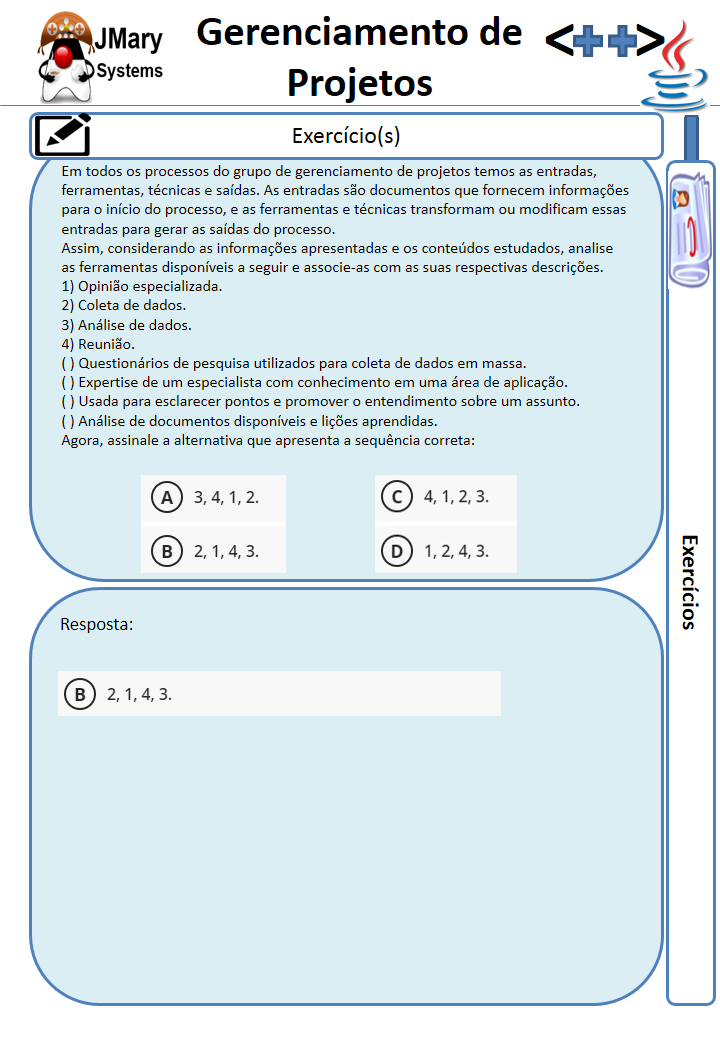 JMary
Systems
Gerenciamento de
Projetos
<++>
Exercício(s)
Em todos os processos do grupo de gerenciamento de projetos temos as entradas,
ferramentas, técnicas e saídas. As entradas são documentos que fornecem informações
para o início do processo, e as ferramentas e técnicas transformam ou modificam essas
entradas para gerar as saídas do processo.
Assim, considerando as informações apresentadas e os conteúdos estudados, analise
as ferramentas disponíveis a seguir e associe-as com as suas respectivas descrições.
1) Opinião especializada.
2) Coleta de dados.
3) Análise de dados.
4) Reunião.
( ) Questionários de pesquisa utilizados para coleta de dados em massa.
( ) Expertise de um especialista com conhecimento em uma área de aplicação.
( ) Usada para esclarecer pontos e promover o entendimento sobre um assunto.
( ) Análise de documentos disponíveis e lições aprendidas.
Agora, assinale a alternativa que apresenta a sequência correta:
A 3, 4, 1, 2.
B 2, 1, 4, 3.
C 4, 1, 2, 3.
D 1, 2, 4, 3.
Exercícios
Resposta:
B 2, 1, 4, 3.